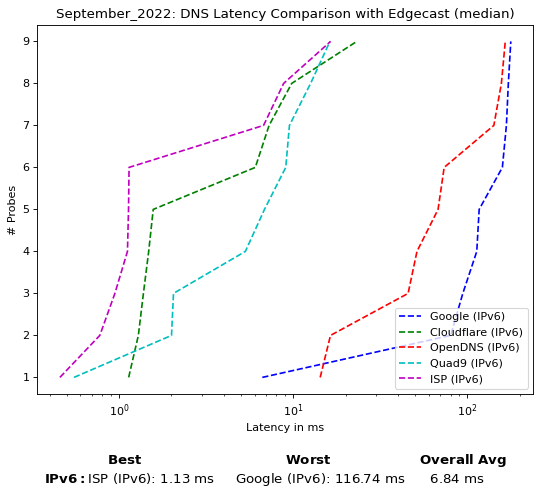 September_2022: DNS Latency Comparison with Edgecast (median)
9
8
7
6
5
4
3
2
1
# Probes
Google (IPv6)
Cloudflare (IPv6)
OpenDNS (IPv6)
Quad9 (IPv6)
ISP (IPv6)
10⁰ 10¹ 10²
Latency in ms
Best Worst Overall Avg
IPv6: ISP (IPv6): 1.13 ms Google (IPv6): 116.74 ms 6.84 ms